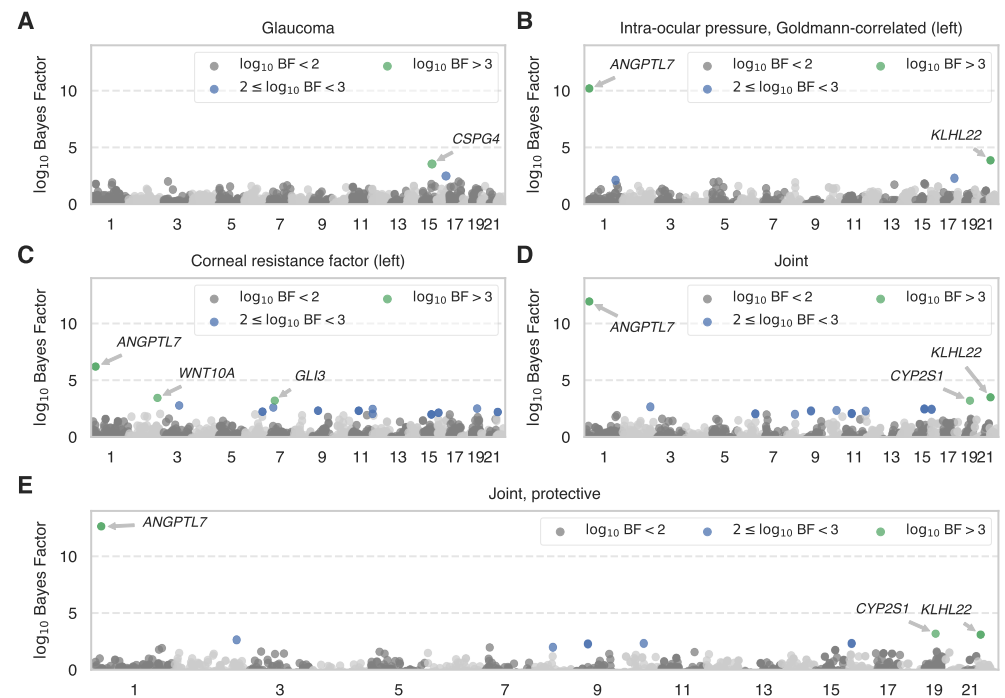 A
Glaucoma
log₁₀ Bayes Factor
10
5
0
log₁₀ BF < 2
2 ≤ log₁₀ BF < 3
log₁₀ BF > 3
CSPG4
1 3 5 7 9 11 13 15 17 19 21
B
Intra-ocular pressure, Goldmann-correlated (left)
log₁₀ Bayes Factor
10
5
0
ANGPTL7
log₁₀ BF < 2
2 ≤ log₁₀ BF < 3
log₁₀ BF > 3
KLHL22
1 3 5 7 9 11 13 15 17 19 21
C
Corneal resistance factor (left)
log₁₀ Bayes Factor
10
5
0
log₁₀ BF < 2
2 ≤ log₁₀ BF < 3
log₁₀ BF > 3
ANGPTL7
WNT10A
GLI3
1 3 5 7 9 11 13 15 17 19 21
D
Joint
log₁₀ Bayes Factor
10
5
0
log₁₀ BF < 2
2 ≤ log₁₀ BF < 3
log₁₀ BF > 3
ANGPTL7
KLHL22
CYP2S1
1 3 5 7 9 11 13 15 17 19 21
E
Joint, protective
log₁₀ Bayes Factor
10
5
0
ANGPTL7
log₁₀ BF < 2
2 ≤ log₁₀ BF < 3
log₁₀ BF > 3
CYP2S1
KLHL22
1 3 5 7 9 11 13 15 17 19 21